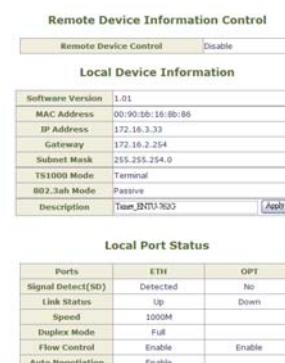 Remote Device Information Control
Remote Device Control Disable
Local Device Information
Software Version 1.01
MAC Address 00:90:bb:16:8b:86
IP Address 172.16.3.33
Gateway 172.16.2.254
Subnet Mask 255.255.254.0
TS1000 Mode Terminal
802.3ah Mode Passive
Description Apply
Local Port Status
Ports ETH OPT
Signal Detect(SD) Detected No
Link Status Up Down
Speed 1000M
Duplex Mode Full
Flow Control Enable Enable
Auto Negotiation Enable